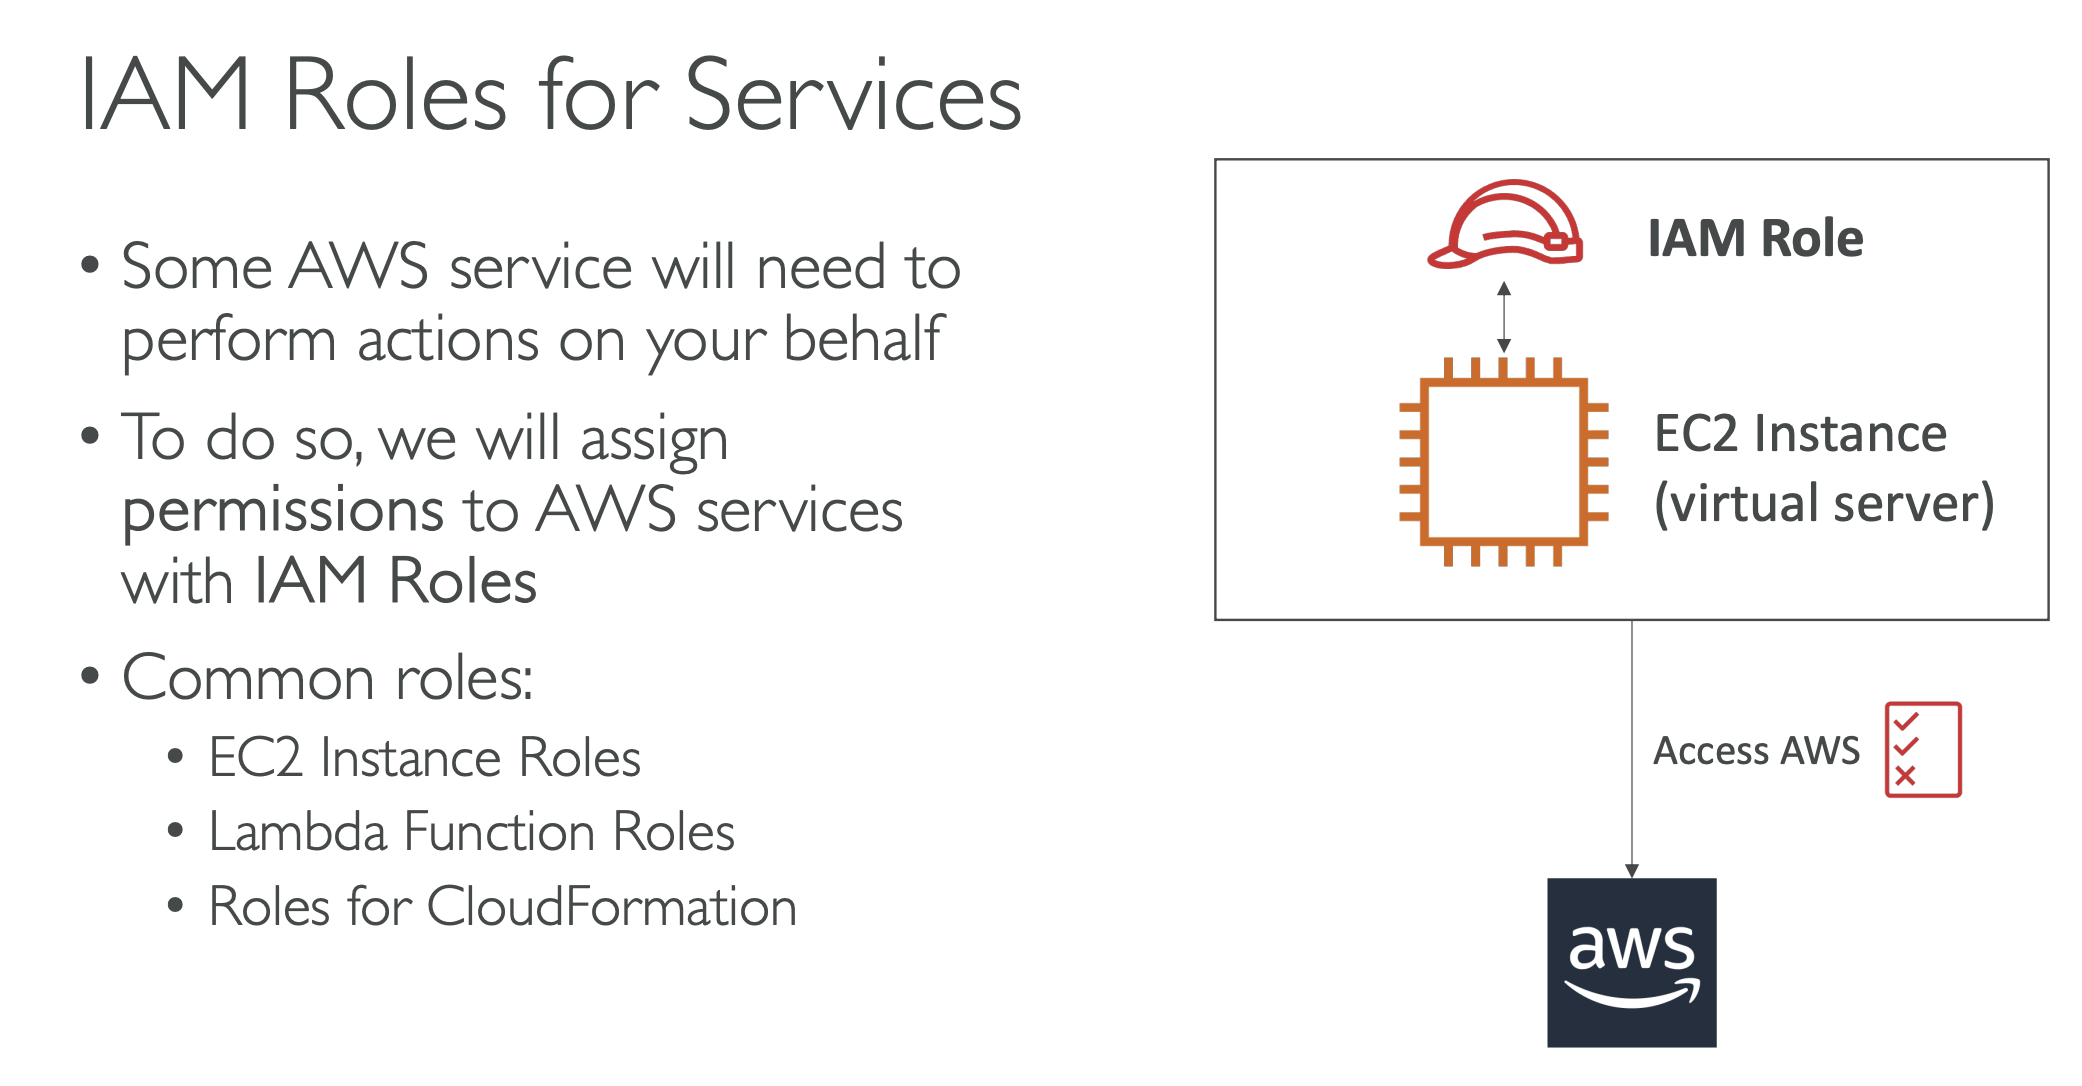 IAM Roles for Services
• Some AWS service will need to
perform actions on your behalf
• To do so, we will assign
permissions to AWS services
with IAM Roles
• Common roles:
• EC2 Instance Roles
• Lambda Function Roles
• Roles for CloudFormation
IAM Role
EC2 Instance
(virtual server)
Access AWS
aws